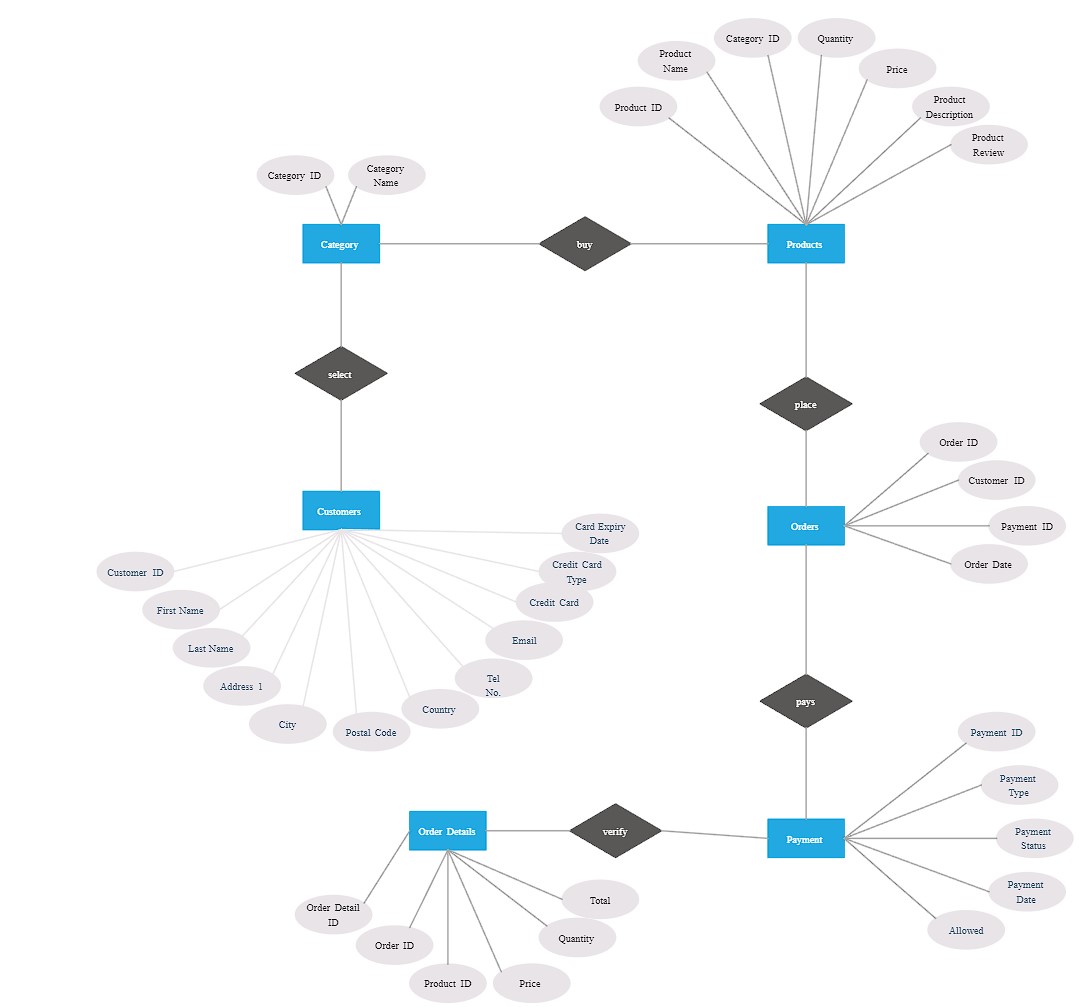 Category ID
Quantity
Product
Name
Price
Product ID
Product
Description
Product
Review
Category ID
Category
Name
Category
buy
Products
select
place
Order ID
Customer ID
Customers
Orders
Payment ID
Order Date
Card Expiry
Date
Credit Card
Type
Customer ID
Credit Card
First Name
Email
Last Name
Tel
No.
Address 1
Country
City
Postal Code
pays
Payment ID
Payment
Type
Order Details
verify
Payment
Payment
Status
Payment
Date
Allowed
Total
Order Detail
ID
Quantity
Order ID
Product ID
Price